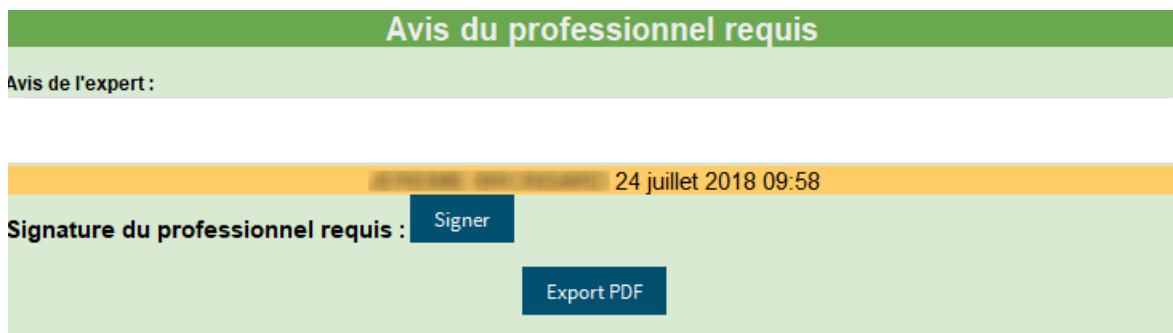 Avis du professionnel requis
Avis de l'expert :
24 juillet 2018 09:58
Signature du professionnel requis : Signer
Export PDF